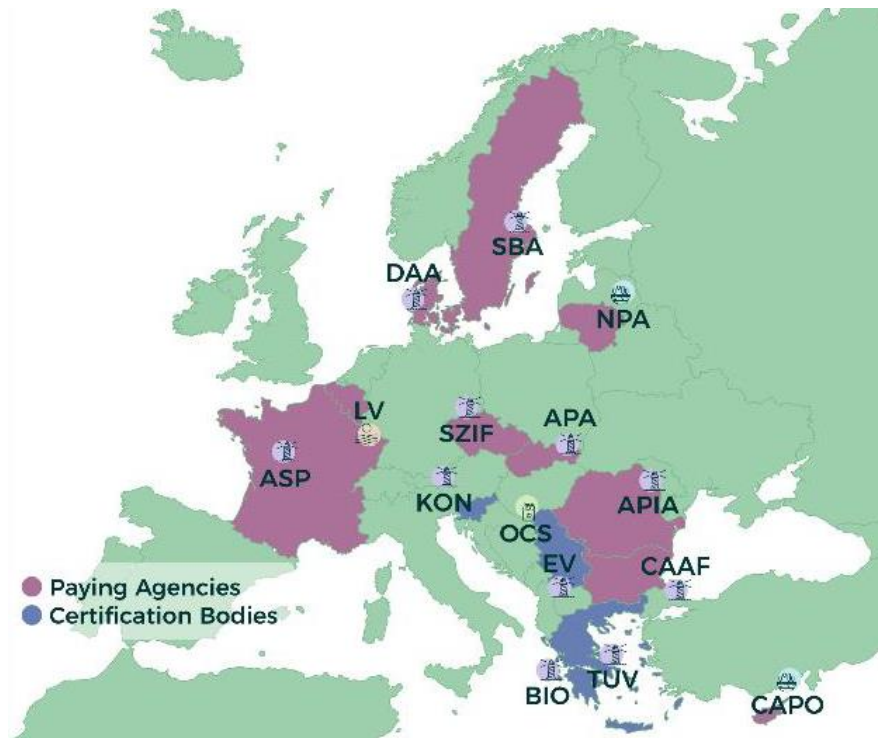 SBA
DAA
NPA
LV
SZIF
APA
ASP
KON
APIA
OCS
EV
CAAF
Paying Agencies
Certification Bodies
BIO
TUV
CAPO